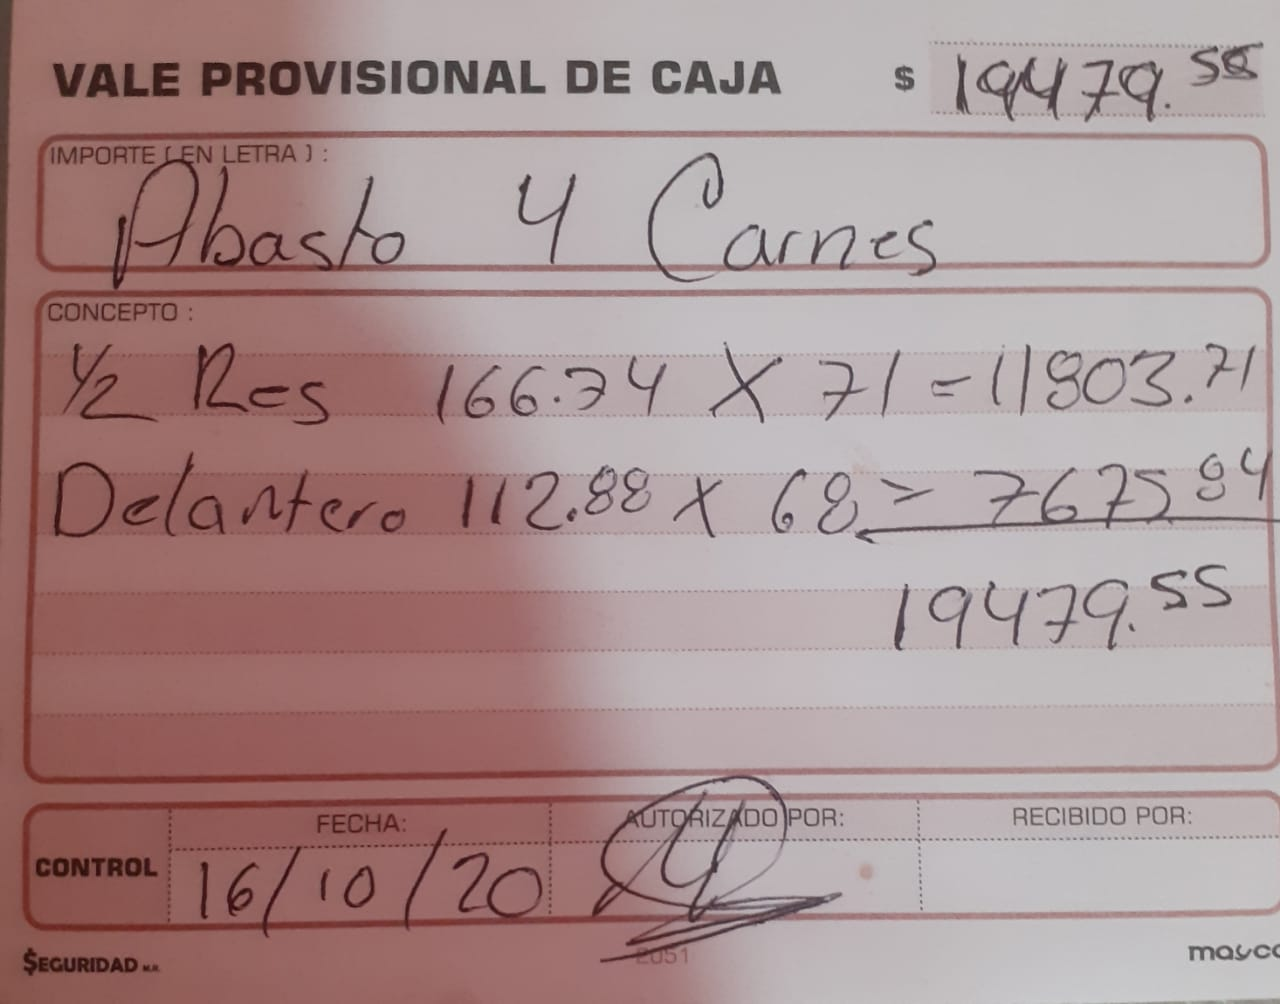 VALE PROVISIONAL DE CAJA $ 19479.55
IMPORTE ( EN LETRA ) :
Abasto 4 Carnes
CONCEPTO :
1/2 Res 166.74 X 71 = 11803.71
Delantero 112.88 x 68 = 7675.84
19479.55
FECHA: AUTORIZADO POR: RECIBIDO POR:
CONTROL 16/10/20
SEGURIDAD M.R. 2051